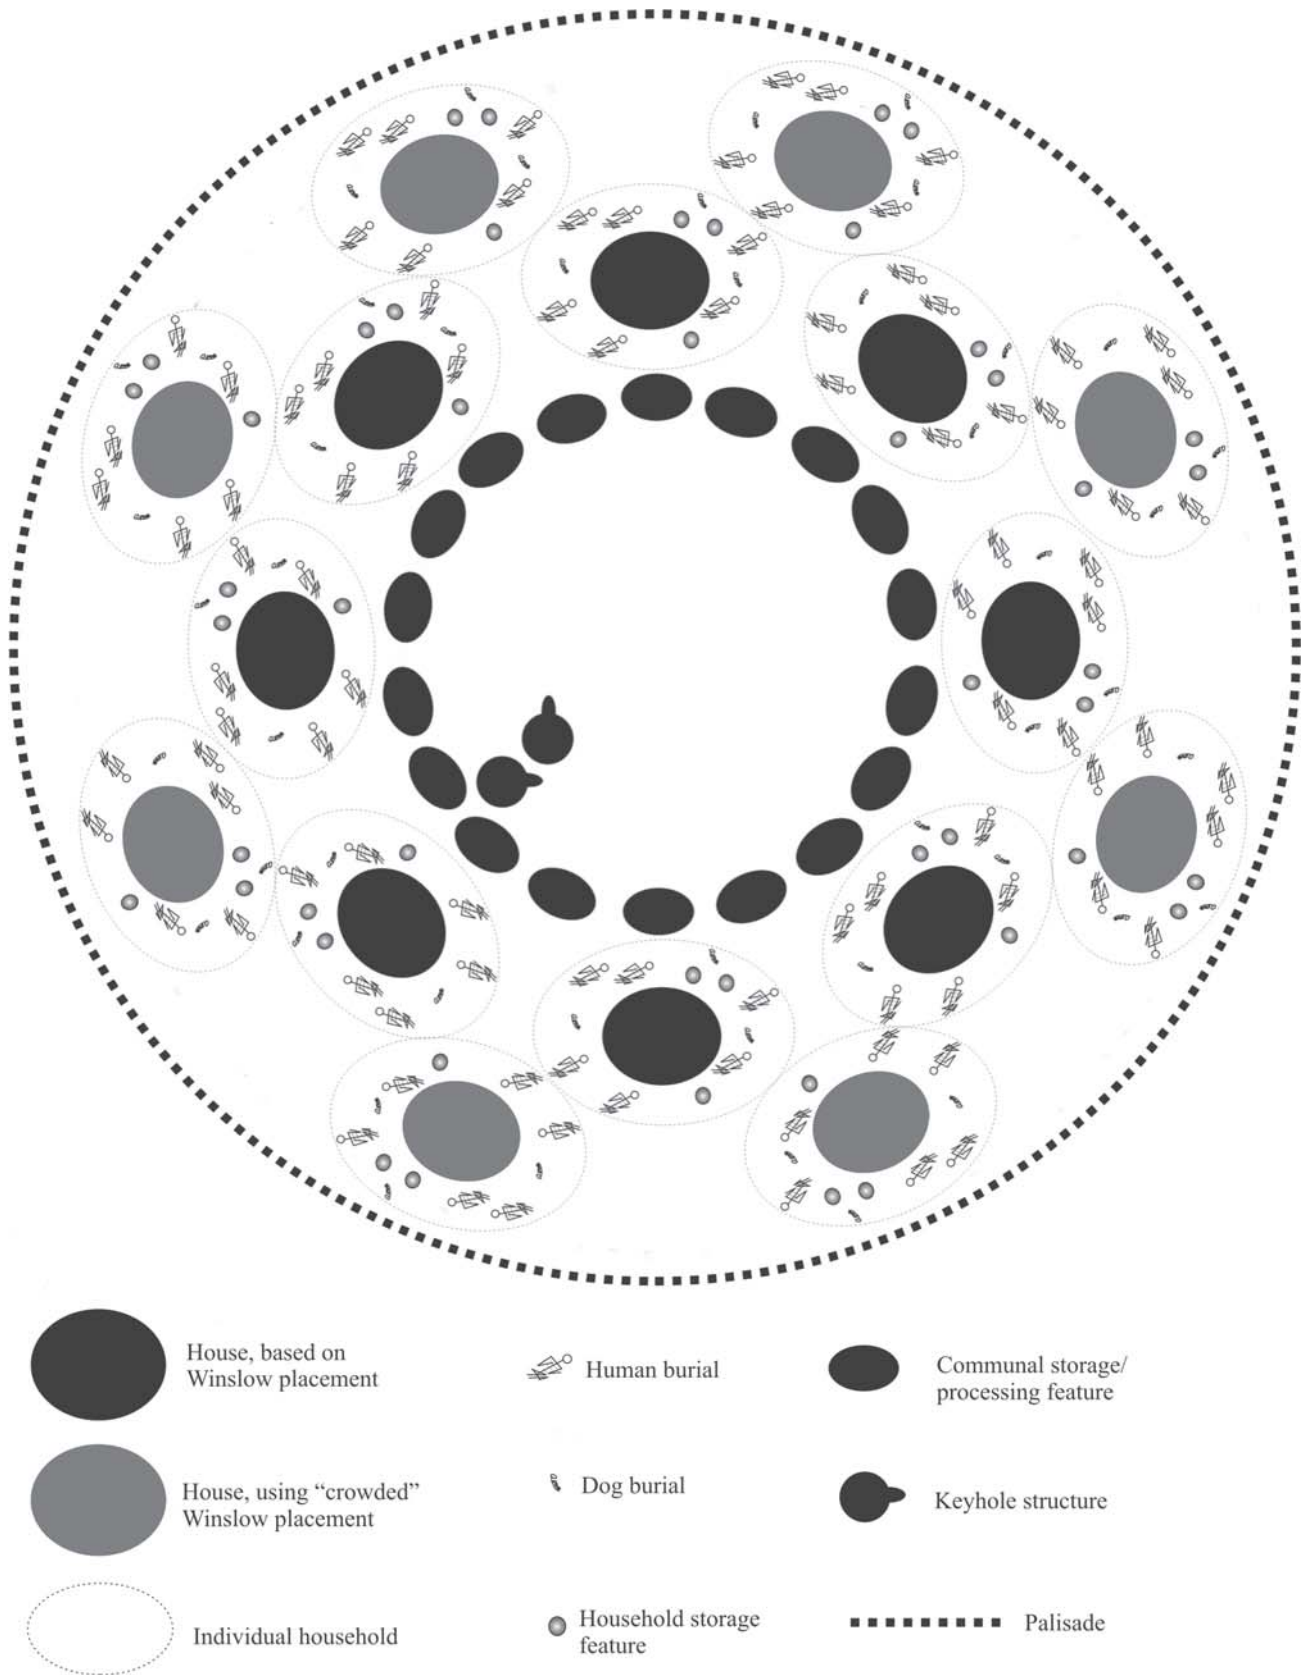 House, based on
Winslow placement
Human burial
Communal storage/
processing feature
House, using “crowded”
Winslow placement
Dog burial
Keyhole structure
Individual household
Household storage
feature
Palisade